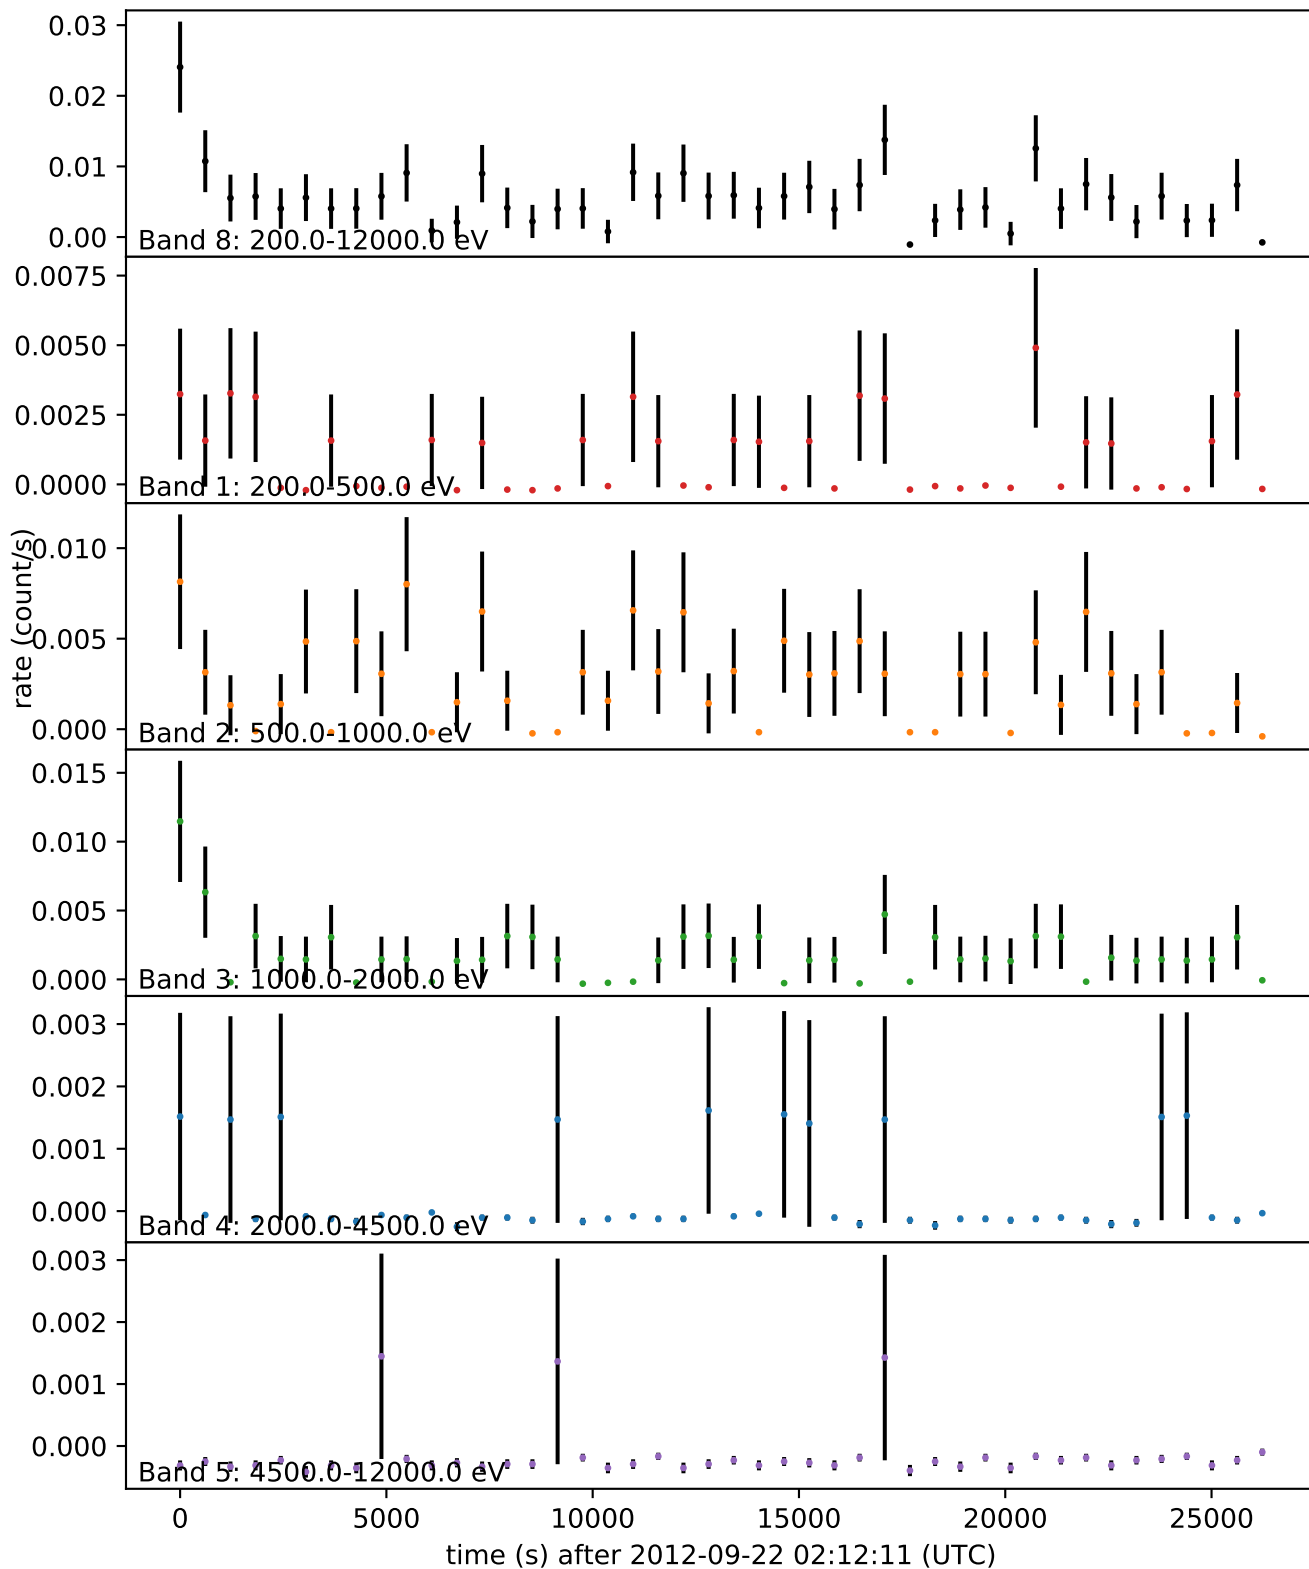 0.03
0.02
0.01
0.00
Band 8: 200.0-12000.0 eV
0.0075
0.0050
0.0025
0.0000
Band 1: 200.0-500.0 eV
rate (count/s)
0.010
0.005
0.000
Band 2: 500.0-1000.0 eV
0.015
0.010
0.005
0.000
Band 3: 1000.0-2000.0 eV
0.003
0.002
0.001
0.000
Band 4: 2000.0-4500.0 eV
0.003
0.002
0.001
0.000
Band 5: 4500.0-12000.0 eV
0 5000 10000 15000 20000 25000
time (s) after 2012-09-22 02:12:11 (UTC)